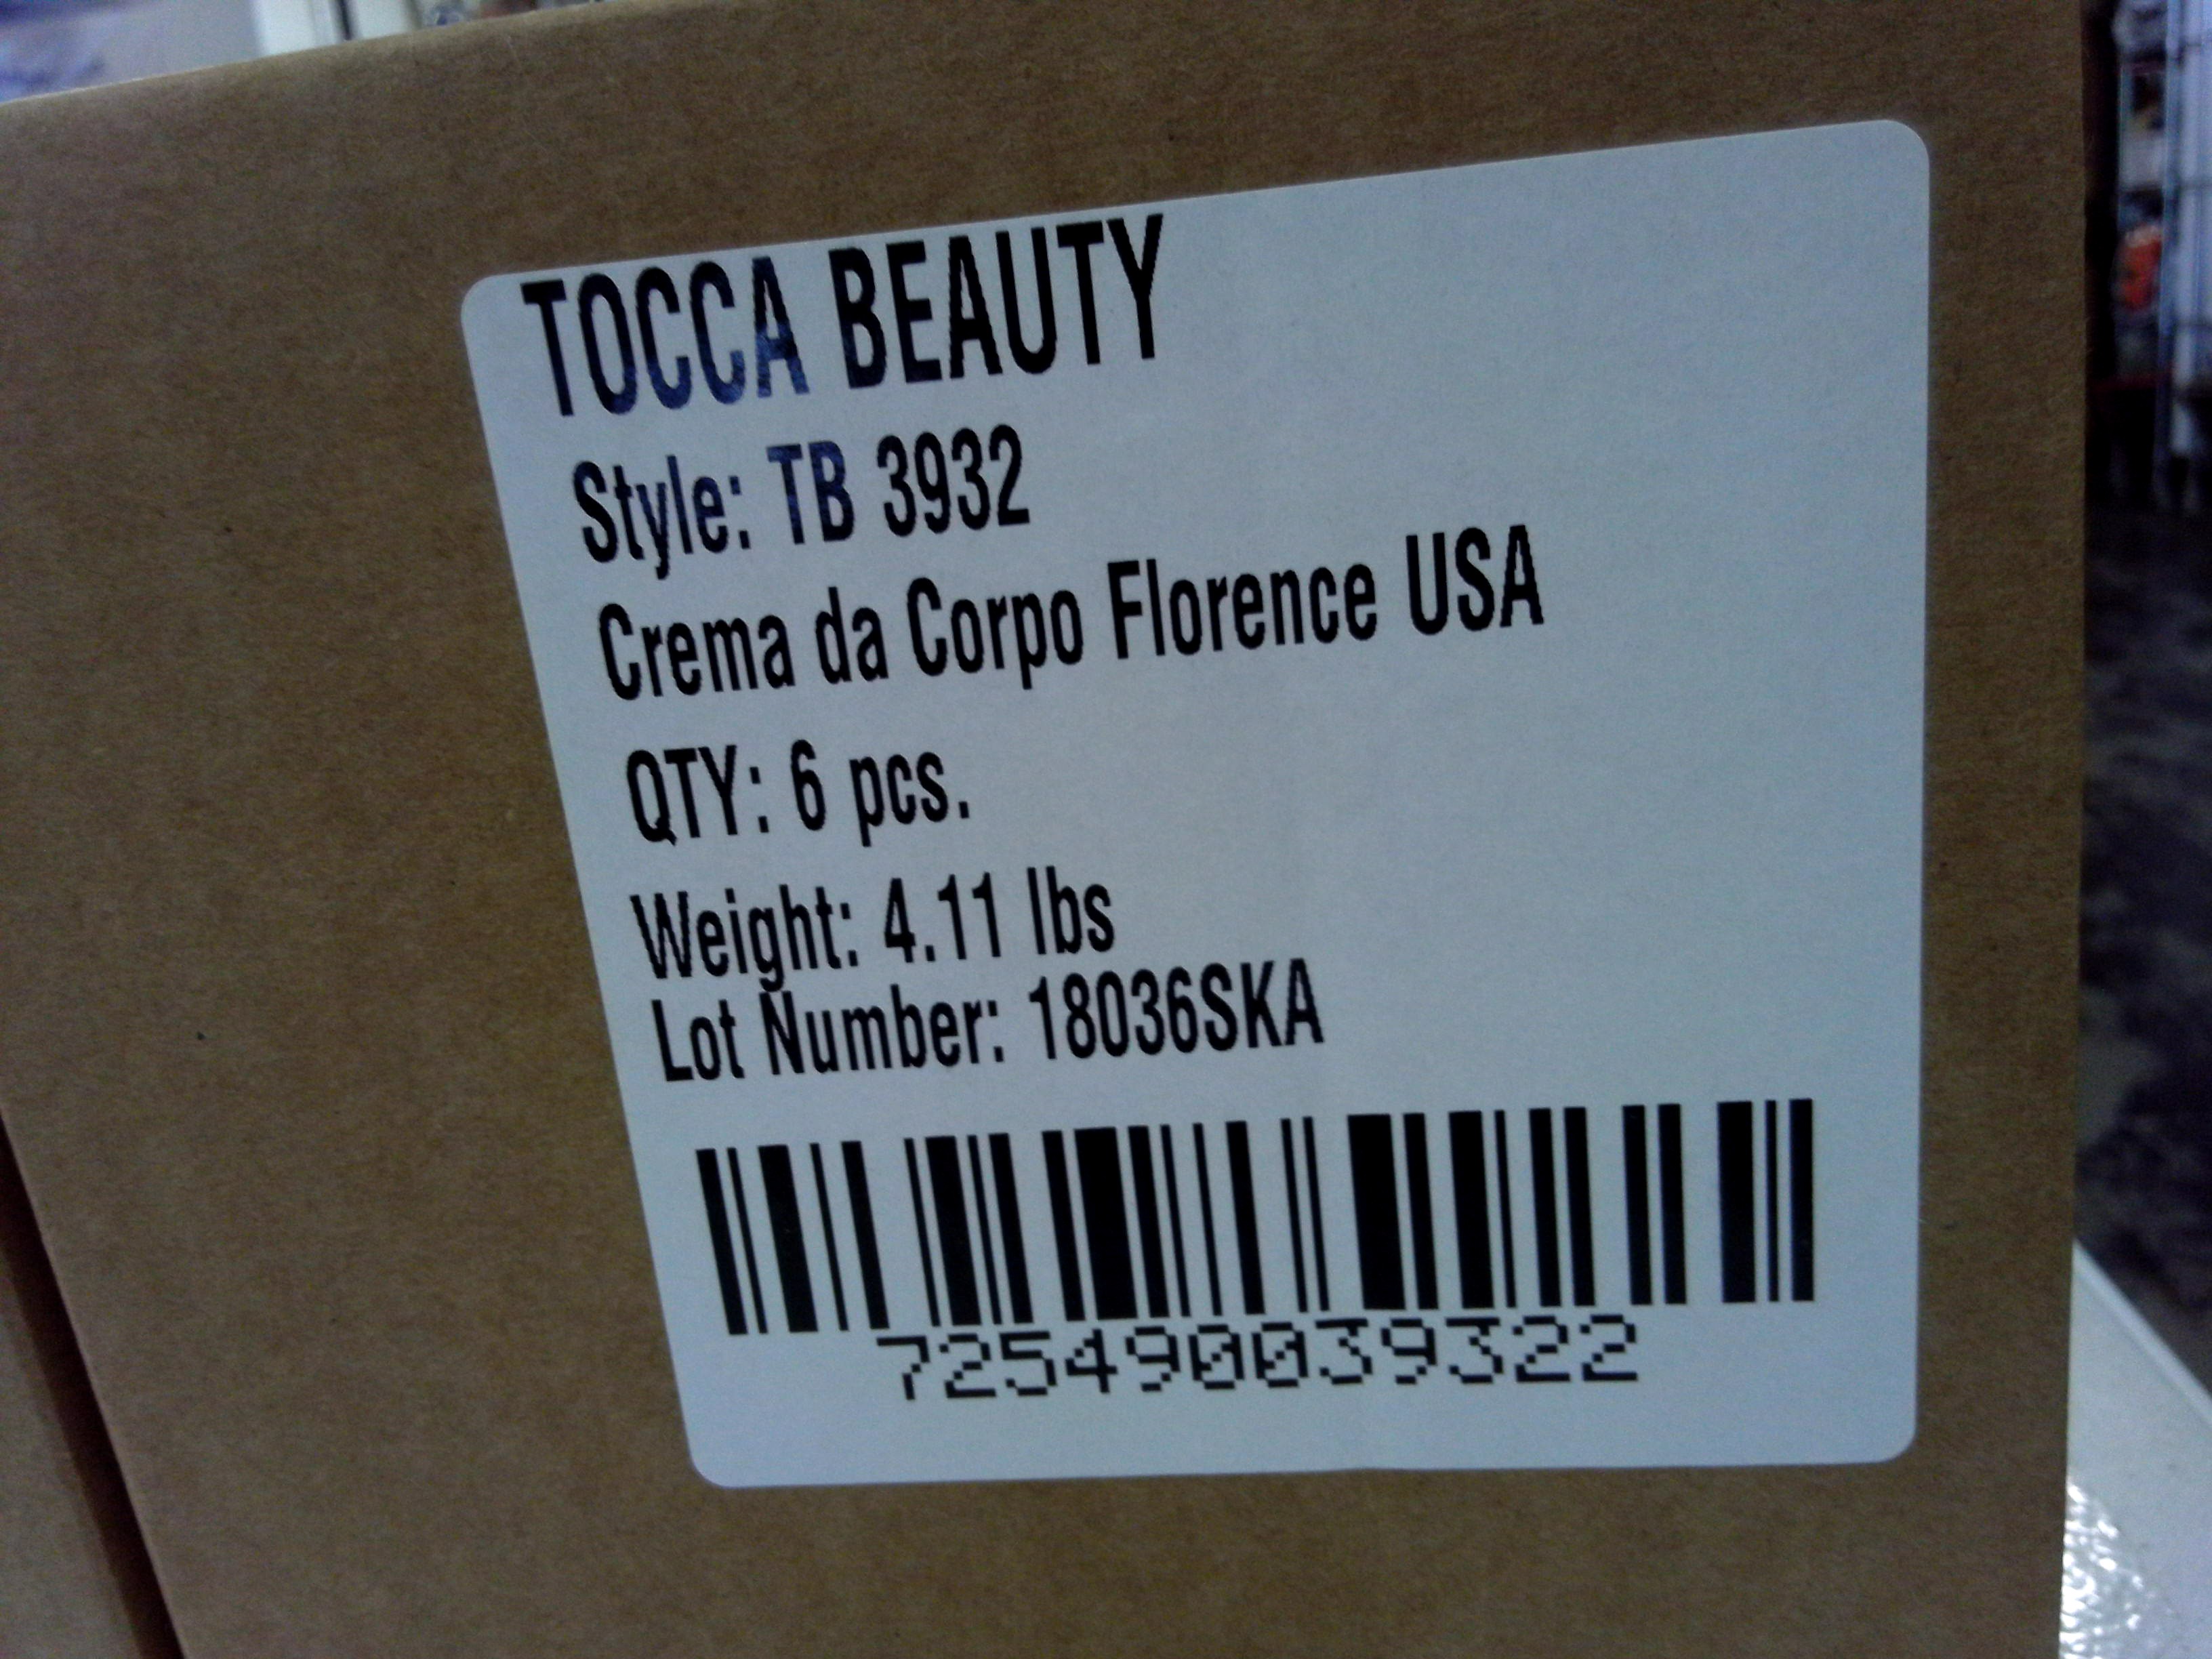 TOCCA BEAUTY
Style: TB 3932
Crema da Corpo Florence USA
QTY: 6 pcs.
Weight: 4.11 lbs
Lot Number: 18036SKA
725490039322